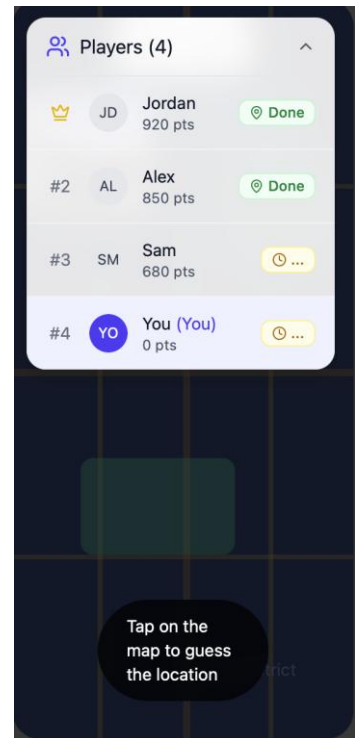 Players (4)
JD Jordan Done
920 pts
#2 AL Alex Done
850 pts
#3 SM Sam ...
680 pts
#4 YO You (You) ...
0 pts
Tap on the
map to guess
the location
trict